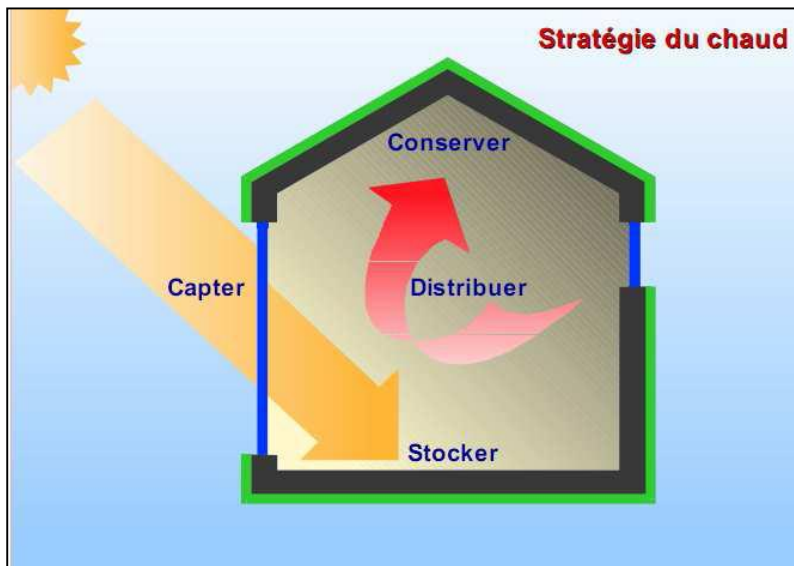 Stratégie du chaud
Conserver
Capter
Distribuer
Stocker